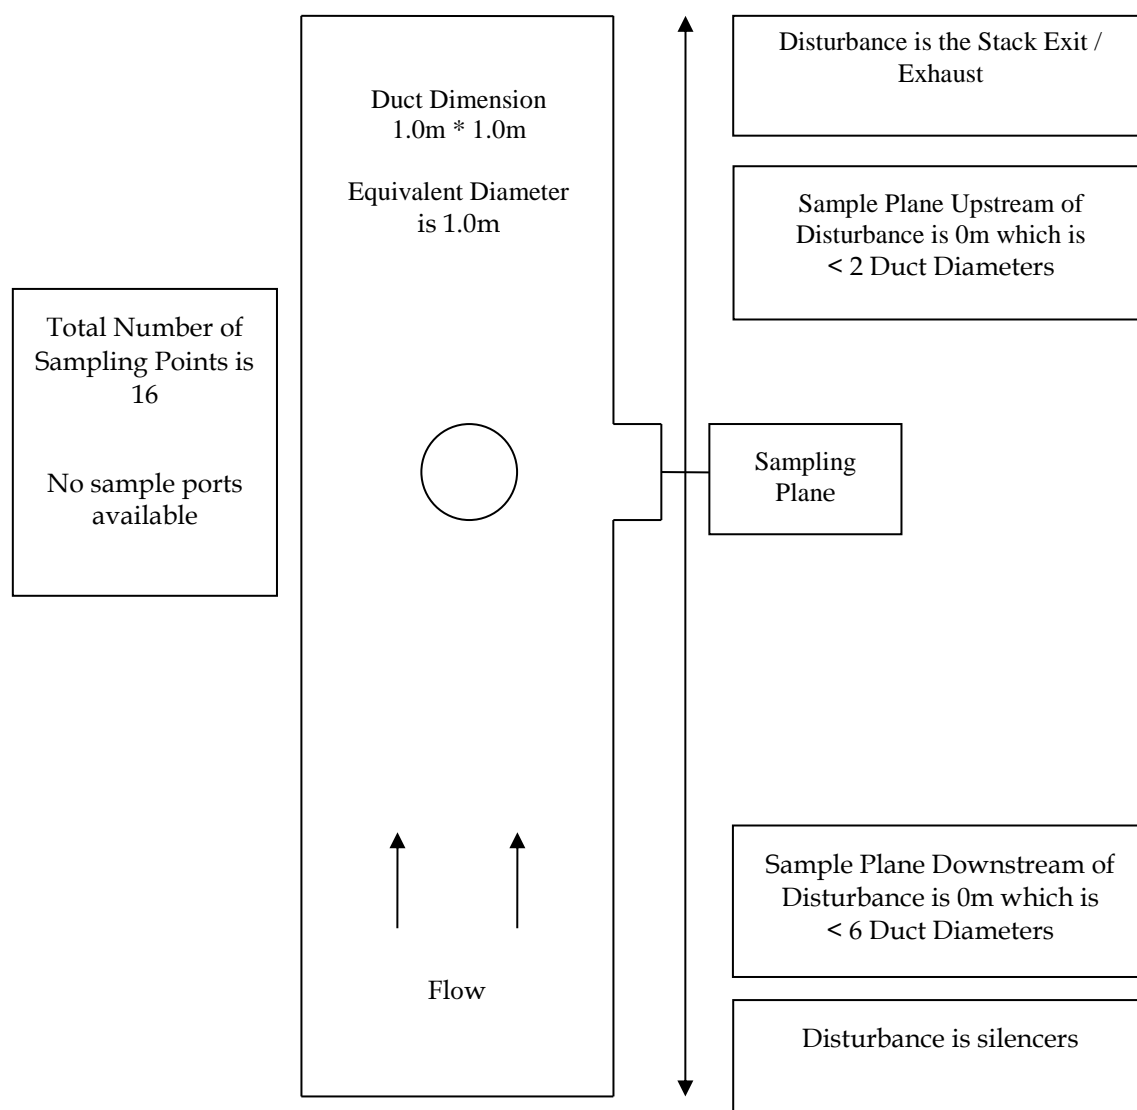 Disturbance is the Stack Exit /
Exhaust
Duct Dimension
1.0m * 1.0m
Equivalent Diameter
is 1.0m
Sample Plane Upstream of
Disturbance is 0m which is
< 2 Duct Diameters
Total Number of
Sampling Points is
16
No sample ports
available
Sampling
Plane
Sample Plane Downstream of
Disturbance is 0m which is
< 6 Duct Diameters
Flow
Disturbance is silencers